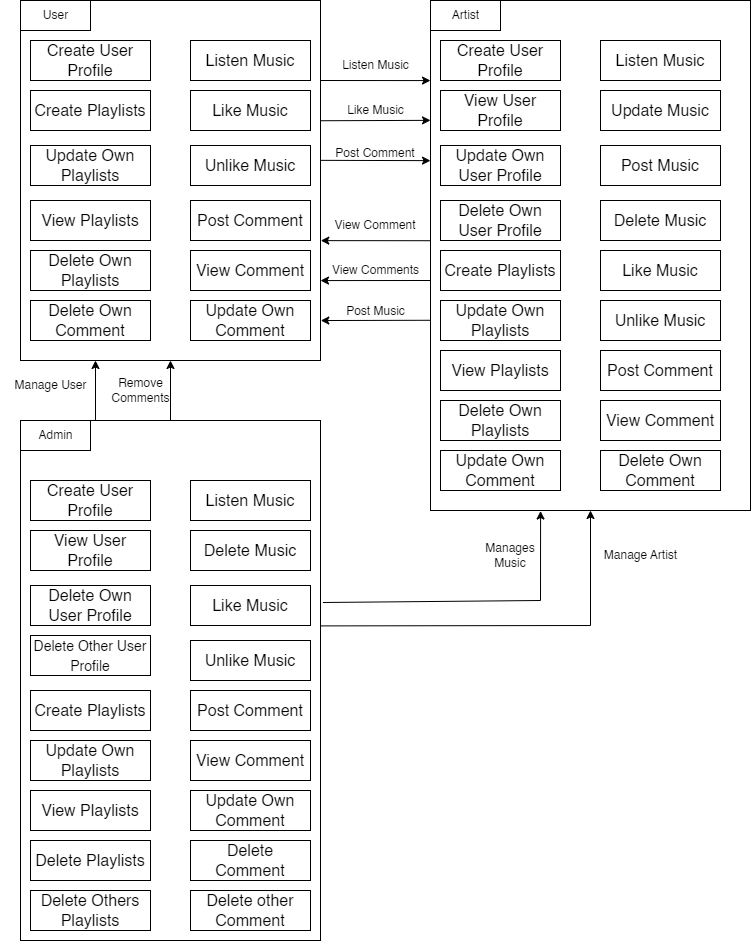 User
Create User
Profile
Listen Music
Create Playlists
Like Music
Update Own
Playlists
Unlike Music
View Playlists
Post Comment
Delete Own
Playlists
View Comment
Delete Own
Comment
Update Own
Comment
Listen Music
Like Music
Post Comment
View Comment
View Comments
Post Music
Artist
Create User
Profile
Listen Music
View User
Profile
Update Music
Update Own
User Profile
Post Music
Delete Own
User Profile
Delete Music
Create Playlists
Like Music
Update Own
Playlists
Unlike Music
View Playlists
Post Comment
Delete Own
Playlists
View Comment
Update Own
Comment
Delete Own
Comment
Manage User
Remove
Comments
Admin
Create User
Profile
Listen Music
View User
Profile
Delete Music
Delete Own
User Profile
Like Music
Delete Other User
Profile
Unlike Music
Create Playlists
Post Comment
Update Own
Playlists
View Comment
View Playlists
Update Own
Comment
Delete Playlists
Delete
Comment
Delete Others
Playlists
Delete other
Comment
Manages
Music
Manage Artist